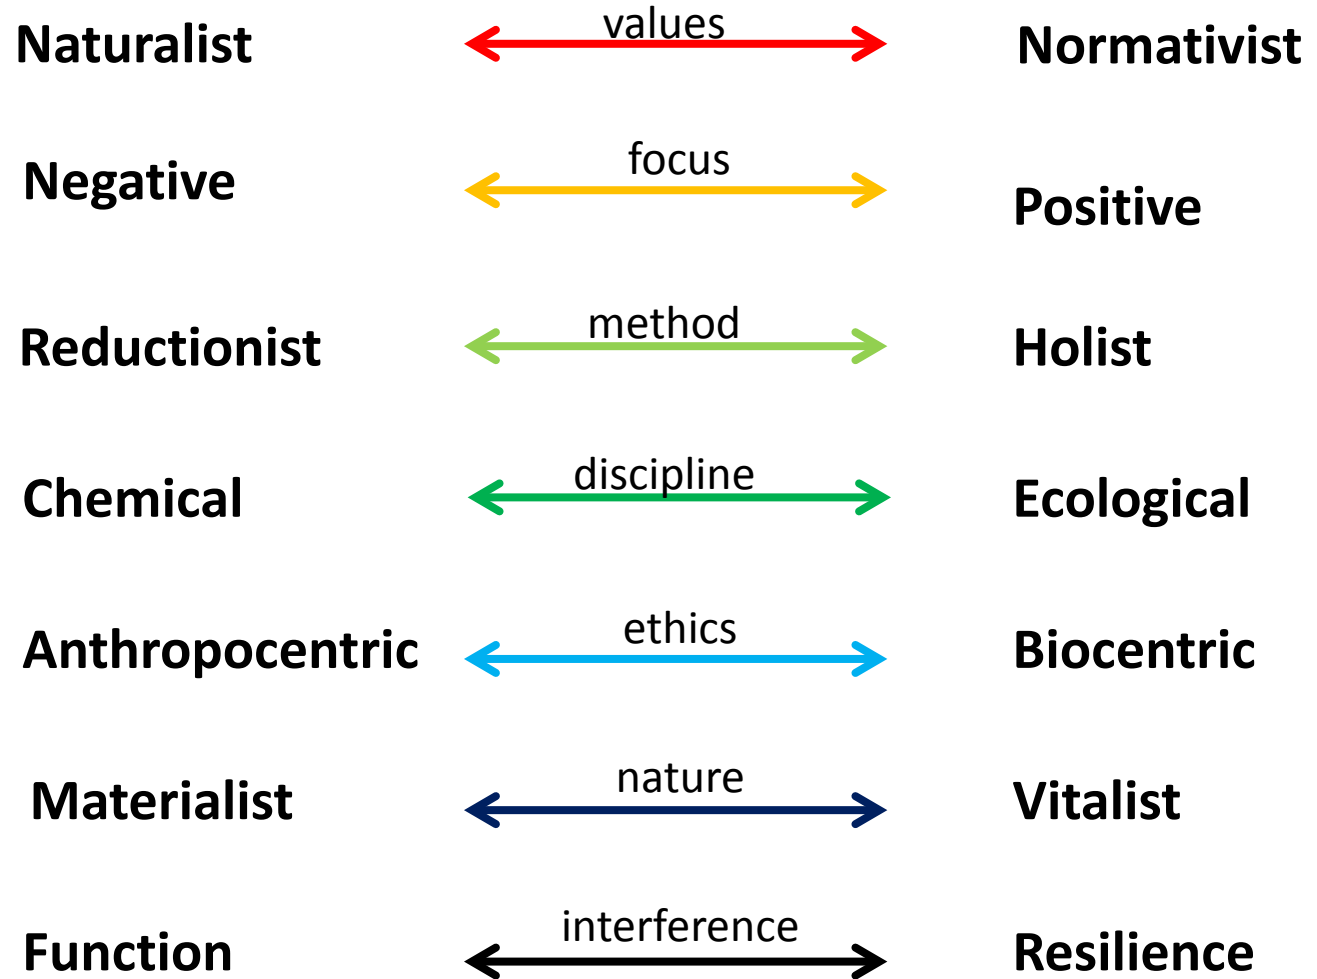 Naturalist values Normativist
Negative focus Positive
Reductionist method Holist
Chemical discipline Ecological
Anthropocentric ethics Biocentric
Materialist nature Vitalist
Function interference Resilience